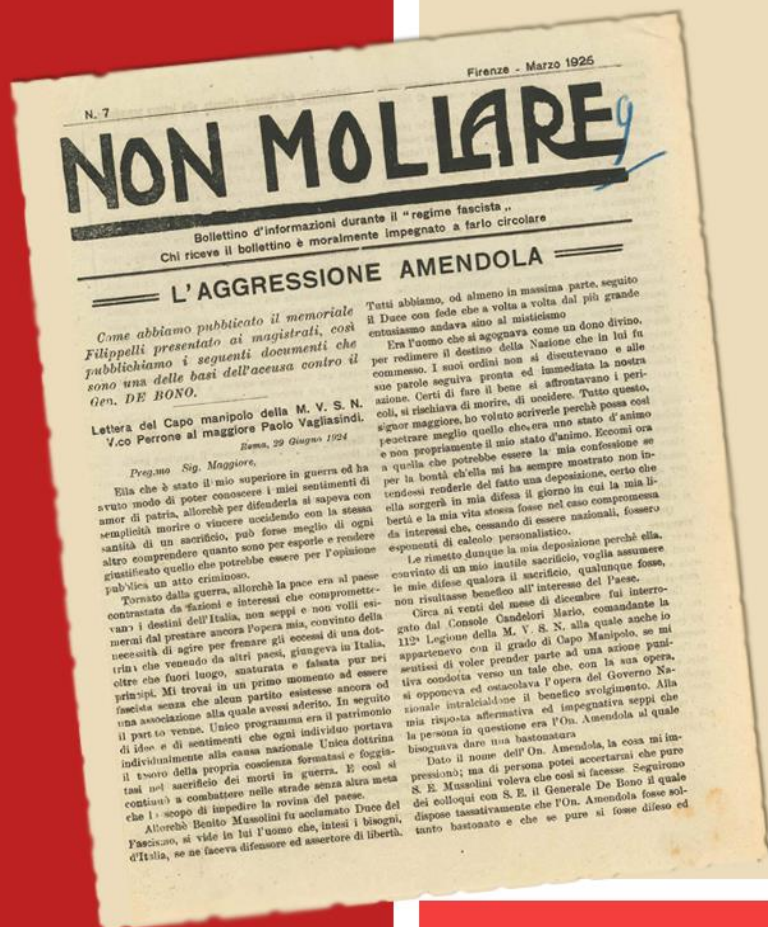 N. 7
Firenze - Marzo 1925
NON MOLLARE
9
Bollettino d'informazioni durante il "regime fascista„
Chi riceve il bollettino è moralmente impegnato a farlo circolare
L'AGGRESSIONE AMENDOLA
Come abbiamo pubbticato il memoriale
Filippelli presentato ai magistrati, così
pubblichiamo i seguenti documenti che
sono una delle basi dell'accusa contro il
Gen. DE BONO.
Lettera del Capo manipolo della M. V. S. N.
V.co Perrone al maggiore Paolo Vagliasindi.
Roma, 29 Giugno 1924
Preg.mo Sig. Maggiore,
Ella che è stato il mio superiore in guerra ed ha
avuto modo di poter conoscere i miei sentimenti di
amor di patria, allorchè per difenderla si sapeva con
semplicità morire o vincere uccidendo con la stessa
santità di un sacrificio, può forse meglio di ogni
altro comprendere quanto sono per esporle e rendere
giustificato quello che potrebbe essere per l'opinione
pubblica un atto criminoso.
Tornato dalla guerra, allorchè la pace era al paese
contrastata da fazioni e interessi che compromette-
vano i destini dell'Italia, non seppi e non volli esi-
mermi dal prestare ancora l'opera mia, convinto della
necessità di agire per frenare gli eccessi di una dot-
trina che venendo da altri paesi, giungeva in Italia,
oltre che fuori luogo, snaturata e falsata pur nei
principi. Mi trovai in un primo momento ad essere
fascista senza che alcun partito esistesse ancora od
una associazione alla quale avessi aderito. In seguito
il partito venne. Unico programma era il patrimonio
di idee e di sentimenti che ogni individuo portava
individualmente alla causa nazionale Unica dottrina
il tesoro della propria coscienza formatasi e foggia-
tasi nel sacrificio dei morti in guerra. E così si
continuò a combattere nelle strade senza altra meta
che lo scopo di impedire la rovina del paese.
Allorchè Benito Mussolini fu acclamato Duce del
Fascismo, si vide in lui l'uomo che, intesi i bisogni,
d'Italia, se ne faceva difensore ed assertore di libertà.
Tutti abbiamo, od almeno in massima parte, seguito
il Duce con fede che a volta a volta dal più grande
entusiasmo andava sino al misticismo
Era l'uomo che si agognava come un dono divino,
per redimere il destino della Nazione che in lui fu
commesso. I suoi ordini non si discutevano e alle
sue parole seguiva pronta ed immediata la nostra
azione. Certi di fare il bene si affrontavano i peri-
coli, si rischiava di morire, di uccidere. Tutto questo,
signor maggiore, ho voluto scriverle perchè possa così
penetrare meglio quello che era uno stato d'animo
e non propriamente il mio stato d'animo. Eccomi ora
a quella che potrebbe essere la mia confessione se
per la bontà ch'ella mi ha sempre mostrato non in-
tendessi renderle del fatto una deposizione, certo che
ella sorgerà in mia difesa il giorno in cui la mia li-
bertà e la mia vita stessa fosse nel caso compromessa
da interessi che, cessando di essere nazionali, fossero
esponenti di calcolo personalistico.
Le rimetto dunque la mia deposizione perchè ella,
convinto di un mio inutile sacrificio, voglia assumere
le mie difese qualora il sacrificio, qualunque fosse,
non risultasse benefico all'interesse del Paese.
Circa ai venti del mese di dicembre fui interro-
gato dal Console Candelori Mario, comandante la
112ª Legione della M. V. S. N. alla quale anche io
appartenevo con il grado di Capo Manipolo, se mi
sentissi di voler prender parte ad una azione puni-
tiva condotta verso un tale che, con la sua opera,
si opponeva ed ostacolava l'opera del Governo Na-
zionale intralciandone il benefico svolgimento. Alla
mia risposta affermativa ed impegnativa seppi che
la persona in questione era l'On. Amendola al quale
bisognava dare una bastonatura
Dato il nome dell'On. Amendola, la cosa mi im-
pressionò; ma di persona potei accertarmi che pure
S. E. Mussolini voleva che così si facesse. Seguirono
dei colloqui con S. E. il Generale De Bono il quale
dispose tassativamente che l'On. Amendola fosse sol-
tanto bastonato e che se pure si fosse difeso ed